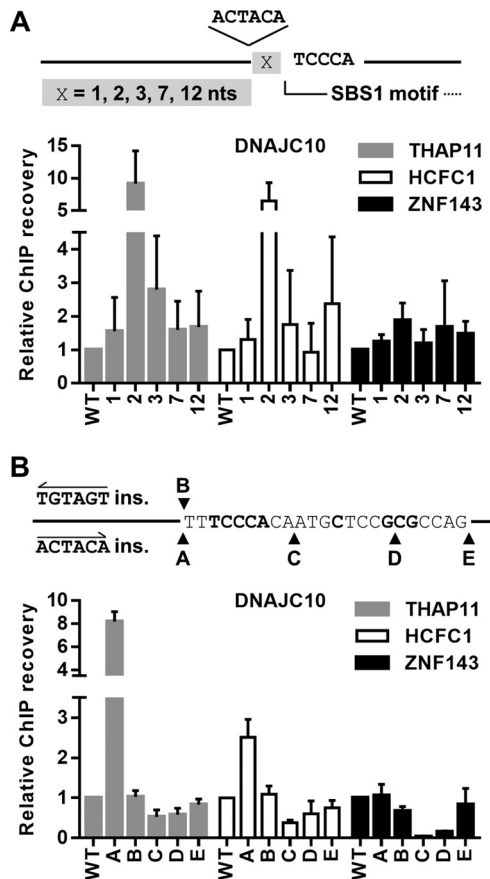 A
ACTACA
X
TCCCA
X = 1, 2, 3, 7, 12 nts
SBS1 motif
DNAJC10
THAP11
HCFC1
ZNF143
Relative ChIP recovery
15
10
5
4
3
2
1
0
WT 1 2 3 7 12 WT 1 2 3 7 12 WT 1 2 3 7 12
B
TGTAGT ins.
B
TTTCCCACAATGCTCCGCGCCAG
ACTACA ins.
A C D E
DNAJC10
THAP11
HCFC1
ZNF143
Relative ChIP recovery
10
8
6
4
3
2
1
0
WT A B C D E WT A B C D E WT A B C D E